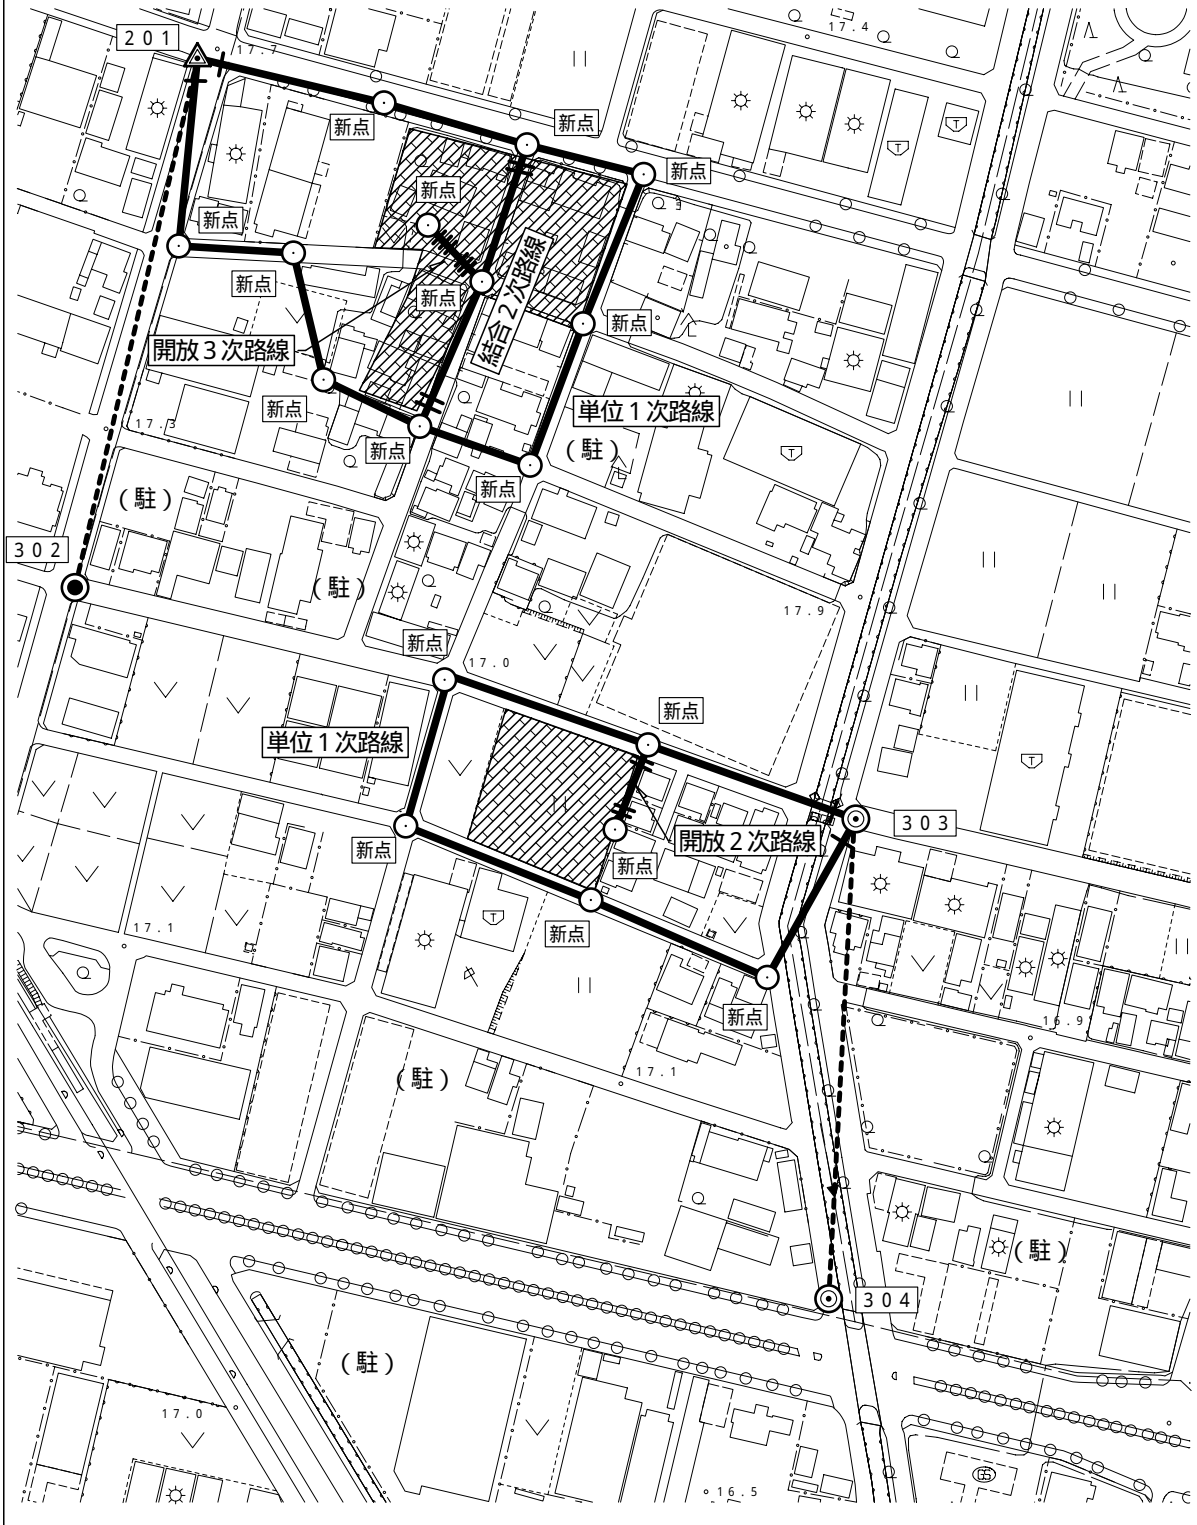 201
17.7
17.4
新点
新点
新点
新点
新点
結合2次路線
新点
新点
新点
開放3次路線
新点
単位1次路線
17.3
新点
(駐)
新点
(駐)
302
(駐)
17.9
新点
17.0
新点
単位1次路線
303
開放2次路線
新点
新点
新点
17.1
新点
16.9
17.1
(駐)
(駐)
304
(駐)
17.0
16.5
GS